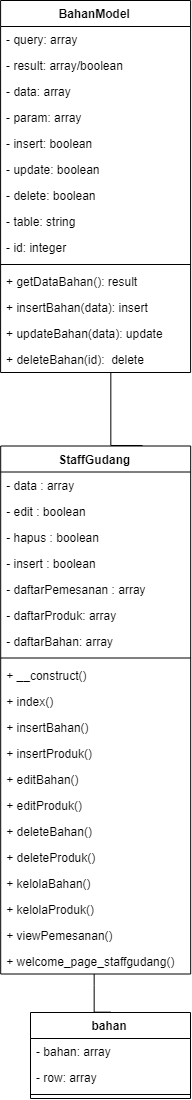 BahanModel
- query: array
- result: array/boolean
- data: array
- param: array
- insert: boolean
- update: boolean
- delete: boolean
- table: string
- id: integer
+ getDataBahan(): result
+ insertBahan(data): insert
+ updateBahan(data): update
+ deleteBahan(id): delete
StaffGudang
- data : array
- edit : boolean
- hapus : boolean
- insert : boolean
- daftarPemesanan : array
- daftarProduk: array
- daftarBahan: array
+ __construct()
+ index()
+ insertBahan()
+ insertProduk()
+ editBahan()
+ editProduk()
+ deleteBahan()
+ deleteProduk()
+ kelolaBahan()
+ kelolaProduk()
+ viewPemesanan()
+ welcome_page_staffgudang()
bahan
- bahan: array
- row: array